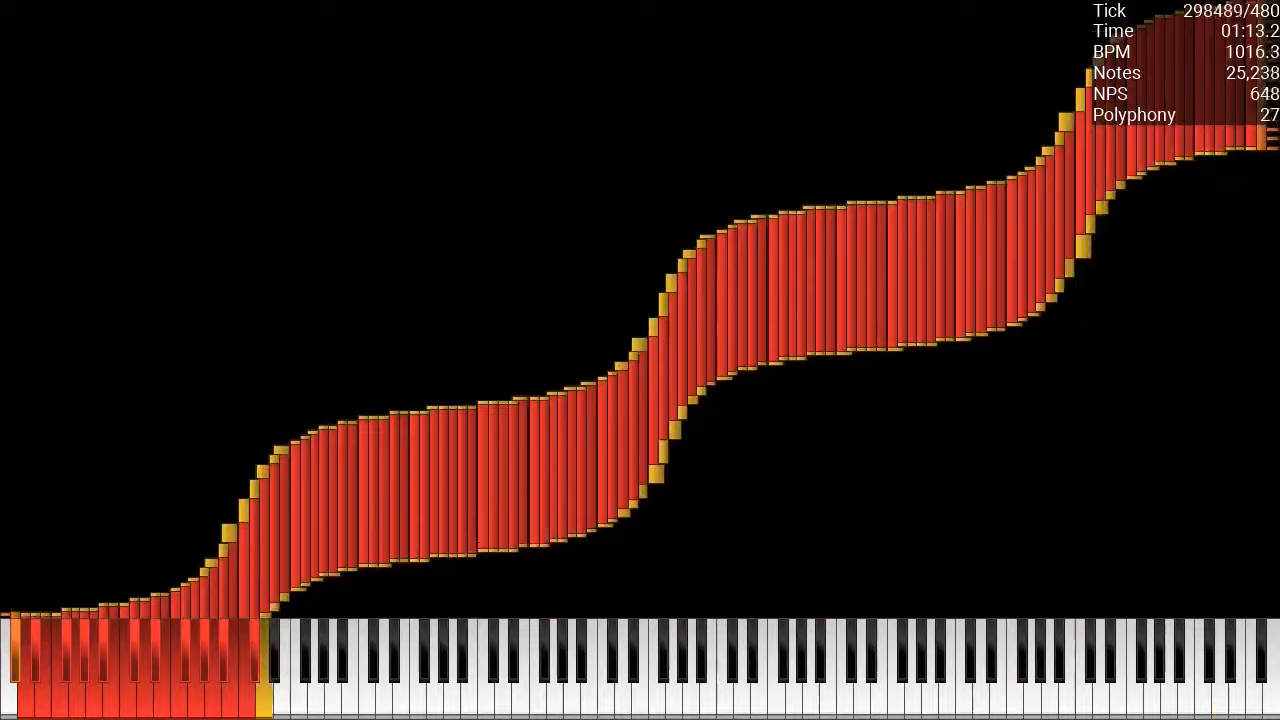 Tick 298489/480
Time 01:13.2
BPM 1016.3
Notes 25,238
NPS 648
Polyphony 27